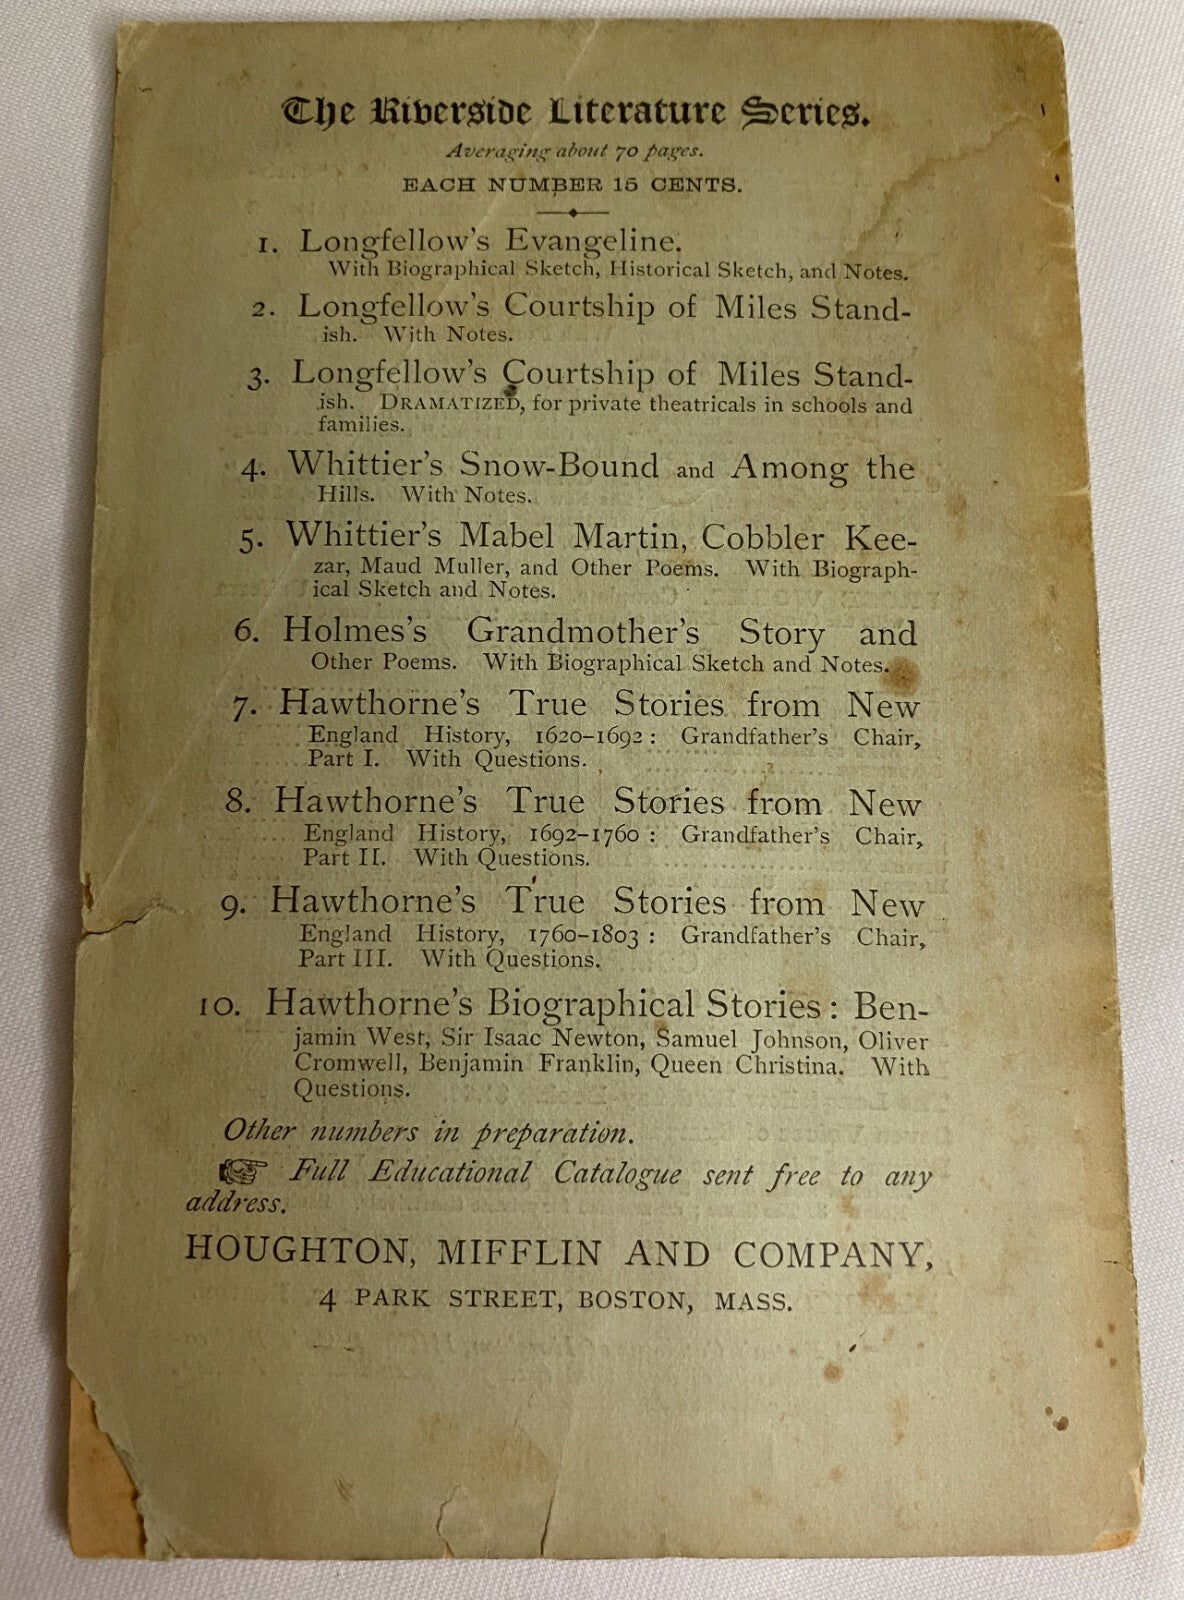 The Riverside Literature Series.
Averaging about 70 pages.
EACH NUMBER 15 CENTS.
1. Longfellow's Evangeline.
With Biographical Sketch, Historical Sketch, and Notes.
2. Longfellow's Courtship of Miles Stand-
ish. With Notes.
3. Longfellow's Courtship of Miles Stand-
ish. DRAMATIZED, for private theatricals in schools and
families.
4. Whittier's Snow-Bound and Among the
Hills. With Notes.
5. Whittier's Mabel Martin, Cobbler Kee-
zar, Maud Muller, and Other Poems. With Biograph-
ical Sketch and Notes.
6. Holmes's Grandmother's Story and
Other Poems. With Biographical Sketch and Notes.
7. Hawthorne's True Stories from New
England History, 1620–1692: Grandfather's Chair,
Part I. With Questions.
8. Hawthorne's True Stories from New
England History, 1692–1760: Grandfather's Chair,
Part II. With Questions.
9. Hawthorne's True Stories from New
England History, 1760–1803: Grandfather's Chair,
Part III. With Questions.
10. Hawthorne's Biographical Stories: Ben-
jamin West, Sir Isaac Newton, Samuel Johnson, Oliver
Cromwell, Benjamin Franklin, Queen Christina. With
Questions.
Other numbers in preparation.
☞ Full Educational Catalogue sent free to any
address.
HOUGHTON, MIFFLIN AND COMPANY,
4 PARK STREET, BOSTON, MASS.